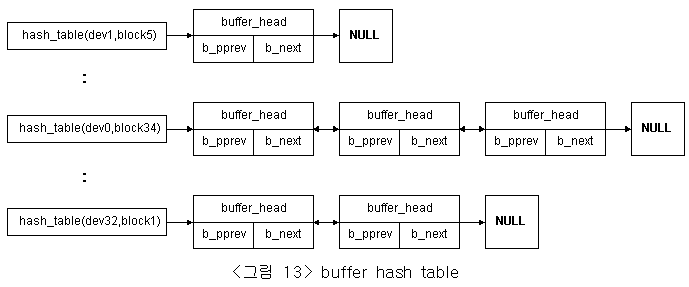 hash_table(dev1,block5)
buffer_head
b_pprev b_next
NULL
:
hash_table(dev0,block34)
buffer_head buffer_head buffer_head
b_pprev b_next b_pprev b_next b_pprev b_next
NULL
:
hash_table(dev32,block1)
buffer_head buffer_head
b_pprev b_next b_pprev b_next
NULL
<그림 13> buffer hash table